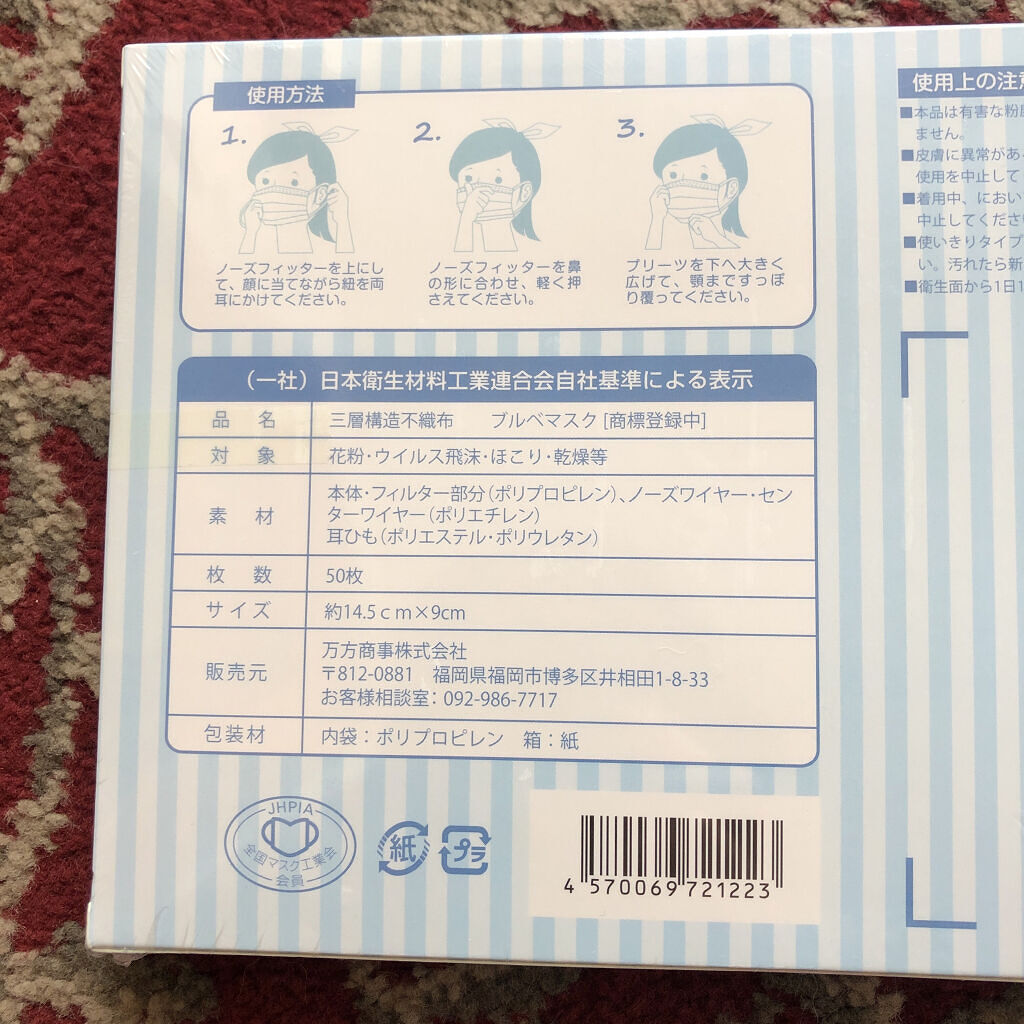 使用方法
1.
ノーズフィッターを上にし
て、顔に当てながら紐を両
耳にかけてください。
2.
ノーズフィッターを鼻
の形に合わせ、軽く押
さえてください。
3.
プリーツを下へ大きく
広げて、顎まですっぽ
り覆ってください。
（一社）日本衛生材料工業連合会自社基準による表示
品 名 三層構造不織布 ブルベマスク [商標登録中]
対 象 花粉・ウイルス飛沫・ほこり・乾燥等
素 材 本体・フィルター部分（ポリプロピレン）、ノーズワイヤー・セン
ターワイヤー（ポリエチレン）
耳ひも（ポリエステル・ポリウレタン）
枚 数 50枚
サイズ 約14.5ｃｍ×9cm
販売元 万方商事株式会社
〒812-0881 福岡県福岡市博多区井相田1-8-33
お客様相談室：092-986-7717
包装材 内袋：ポリプロピレン 箱：紙
JHPIA
全国マスク工業会
会員
紙
プラ
4 570069 721223
使用上の注意
■本品は有害な粉
ません。
■皮膚に異常があ
使用を中止して
■着用中、におい
中止してくださ
■使いきりタイプ
い。汚れたら新
■衛生面から1日1